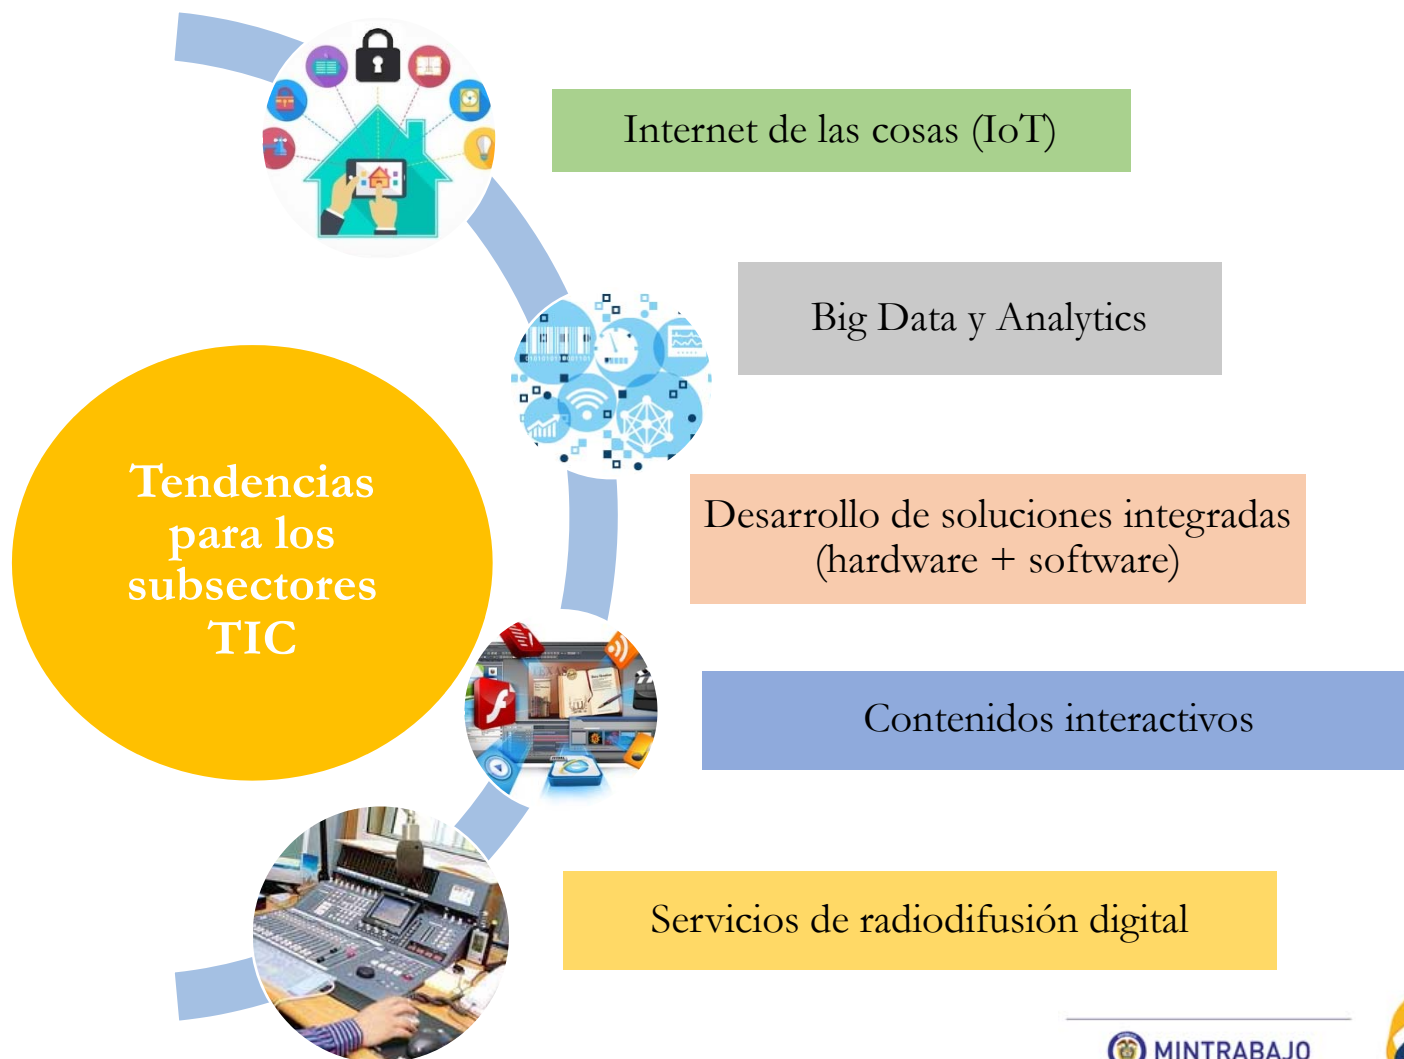 Internet de las cosas (IoT)
Big Data y Analytics
Tendencias
para los
subsectores
TIC
Desarrollo de soluciones integradas
(hardware + software)
Contenidos interactivos
Servicios de radiodifusión digital
MINTRABAJO